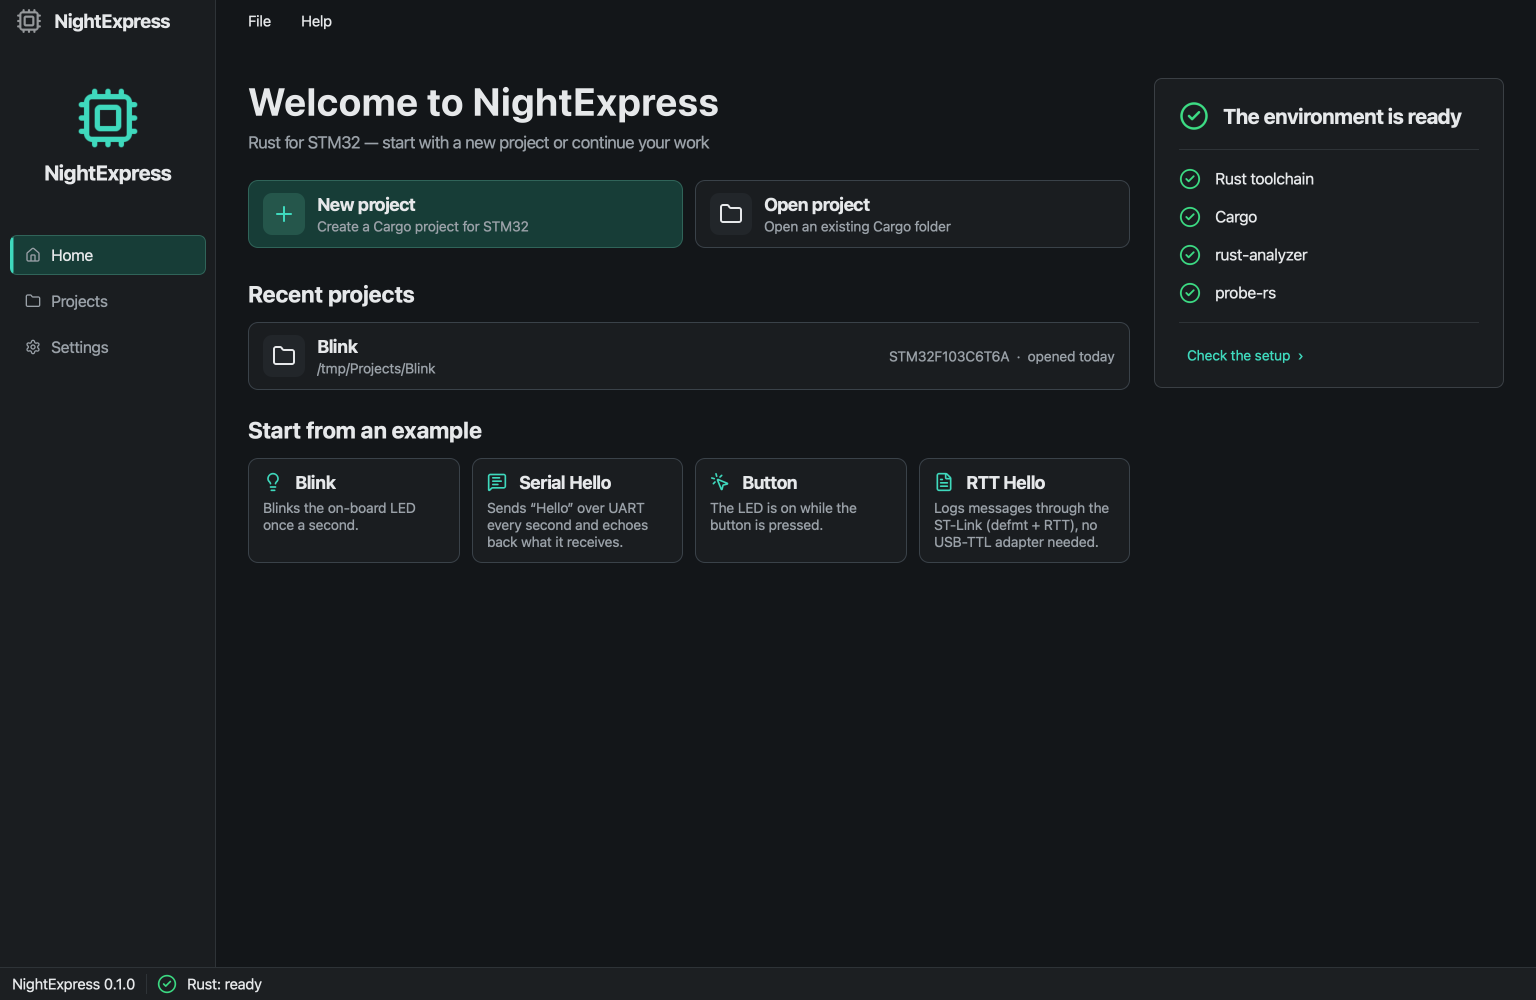 NightExpress
File
Help
NightExpress
Home
Projects
Settings
Welcome to NightExpress
Rust for STM32 — start with a new project or continue your work
New project
Create a Cargo project for STM32
Open project
Open an existing Cargo folder
Recent projects
Blink
/tmp/Projects/Blink
STM32F103C6T6A · opened today
Start from an example
Blink
Blinks the on-board LED
once a second.
Serial Hello
Sends “Hello” over UART
every second and echoes
back what it receives.
Button
The LED is on while the
button is pressed.
RTT Hello
Logs messages through the
ST-Link (defmt + RTT), no
USB-TTL adapter needed.
The environment is ready
Rust toolchain
Cargo
rust-analyzer
probe-rs
Check the setup ›
NightExpress 0.1.0
Rust: ready